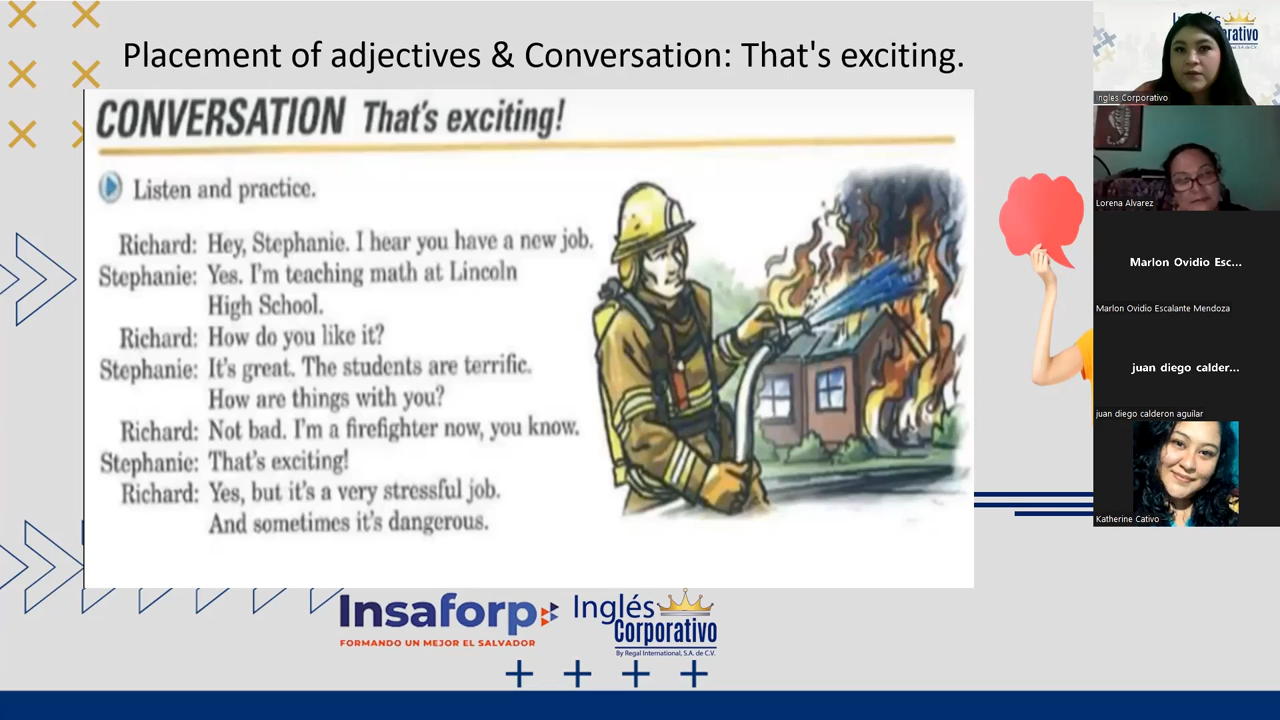 Placement of adjectives & Conversation: That's exciting.
CONVERSATION That's exciting!
Listen and practice.
Richard: Hey, Stephanie. I hear you have a new job.
Stephanie: Yes. I'm teaching math at Lincoln
High School.
Richard: How do you like it?
Stephanie: It's great. The students are terrific.
How are things with you?
Richard: Not bad. I'm a firefighter now, you know.
Stephanie: That's exciting!
Richard: Yes, but it's a very stressful job.
And sometimes it's dangerous.
Insaforp
FORMANDO UN MEJOR EL SALVADOR
Inglés
Corporativo
By Regal International, S.A. de C.V.
Ingles Corporativo
Lorena Alvarez
Marlon Ovidio Esc...
Marlon Ovidio Escalante Mendoza
juan diego calder...
juan diego calderon aguilar
Katherine Cativo